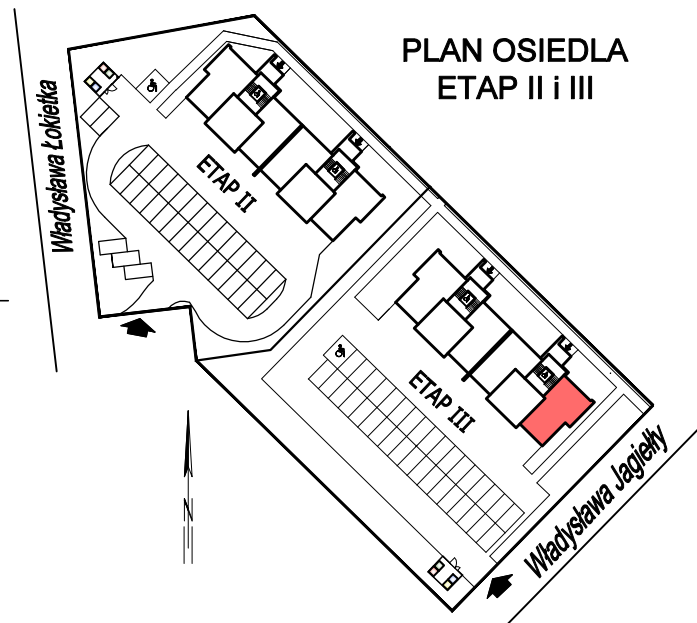 PLAN OSIEDLA
ETAP II i III
Władysława Łokietka
ETAP II
ETAP III
Władysława Jagiełły
N